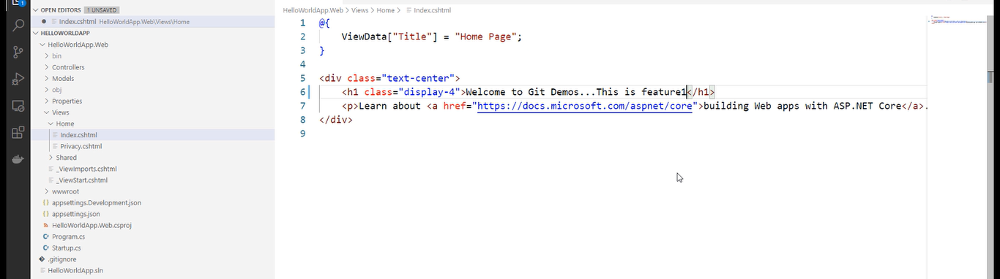 1
OPEN EDITORS 1 UNSAVED
Index.cshtml HelloWorldApp.Web\Views\Home
HELLOWORLDAPP
HelloWorldApp.Web
bin
Controllers
Models
obj
Properties
Views
Home
Index.cshtml
Privacy.cshtml
Shared
_ViewImports.cshtml
_ViewStart.cshtml
wwwroot
{} appsettings.Development.json
{} appsettings.json
HelloWorldApp.Web.csproj
C# Program.cs
C# Startup.cs
.gitignore
HelloWorldApp.sln
HelloWorldApp.Web > Views > Home > Index.cshtml
1 @{
2 ViewData["Title"] = "Home Page";
3 }
4
5 <div class="text-center">
6 <h1 class="display-4">Welcome to Git Demos...This is feature1</h1>
7 <p>Learn about <a href="https://docs.microsoft.com/aspnet/core">building Web apps with ASP.NET Core</a>.
8 </div>
9